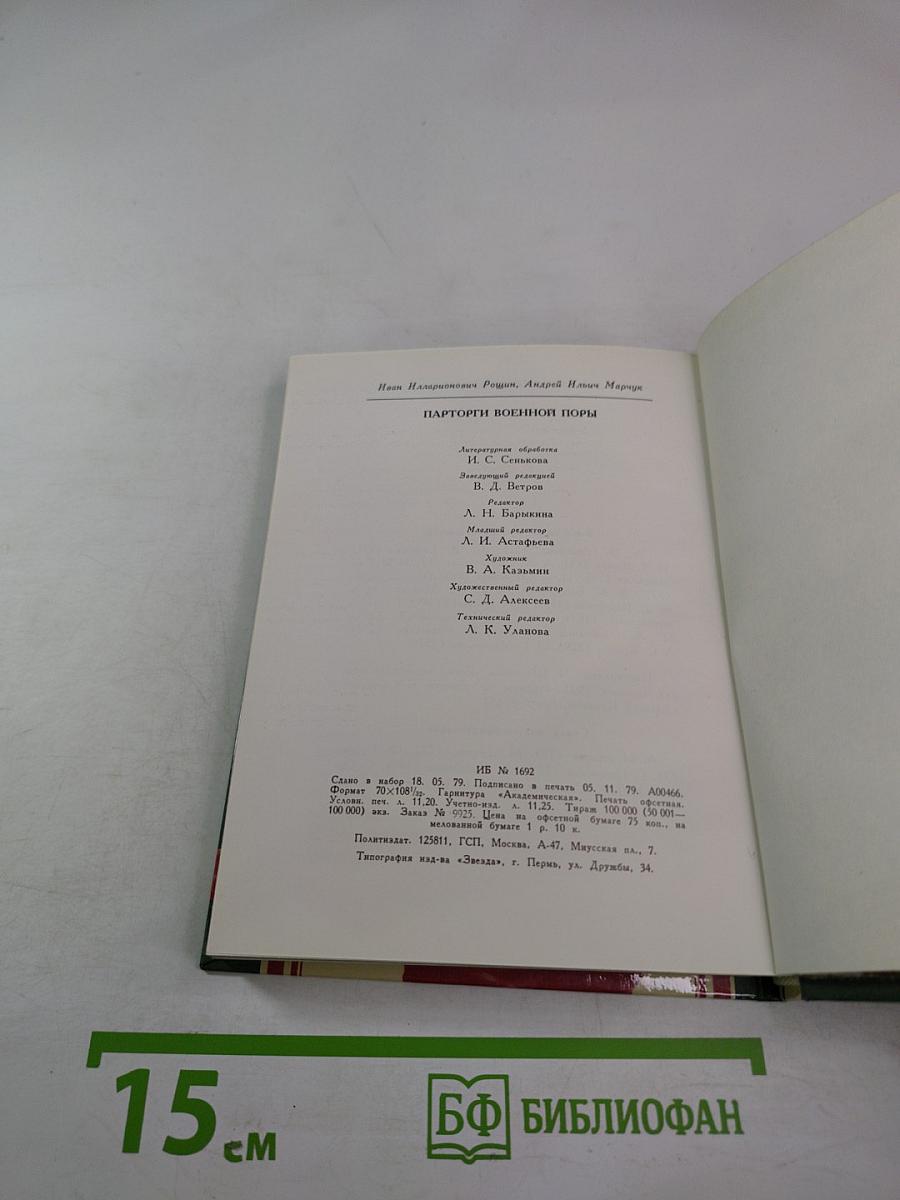 Иван Илларионович Рощин, Андрей Ильич Марчук
ПАРТОРГИ ВОЕННОЙ ПОРЫ
Литературная обработка
И. С. Сенькова
Заведующий редакцией
В. Д. Ветров
Редактор
Л. Н. Барыкина
Младший редактор
Л. И. Астафьева
Художник
В. А. Казьмин
Художественный редактор
С. Д. Алексеев
Технический редактор
Л. К. Уланова
ИБ № 1692
Сдано в набор 18. 05. 79. Подписано в печать 05. 11. 79. А00466.
Формат 70×108¹/₃₂. Гарнитура «Академическая». Печать офсетная.
Условн. печ. л. 11,20. Учетно-изд. л. 11,25. Тираж 100 000 (50 001—
100 000) экз. Заказ № 9925. Цена на офсетной бумаге 75 коп., на
мелованной бумаге 1 р. 10 к.
Политиздат. 125811, ГСП, Москва, А-47, Миусская пл., 7.
Типография изд-ва «Звезда», г. Пермь, ул. Дружбы, 34.
15 см
БФ БИБЛИОФАН